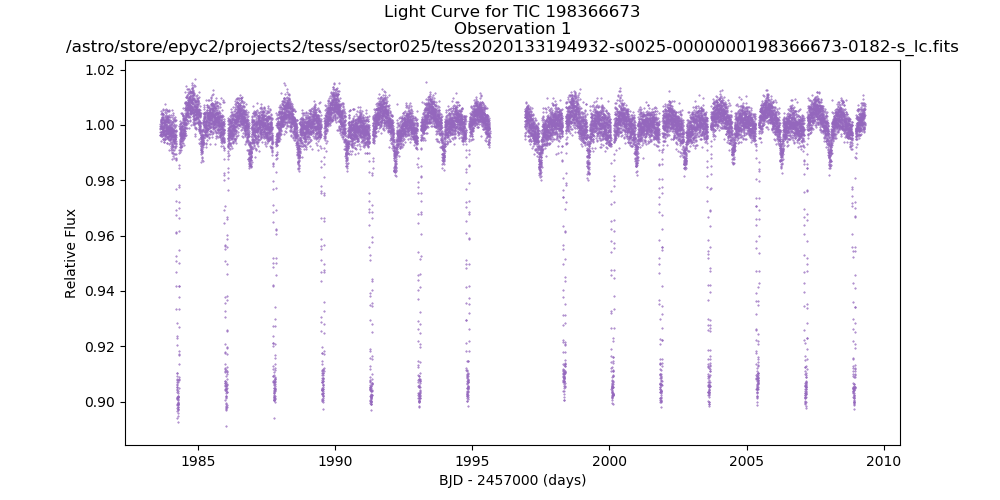 Light Curve for TIC 198366673
Observation 1
/astro/store/epyc2/projects2/tess/sector025/tess2020133194932-s0025-0000000198366673-0182-s_lc.fits
1.02
1.00
0.98
0.96
0.94
0.92
0.90
Relative Flux
1985
1990
1995
2000
2005
2010
BJD - 2457000 (days)